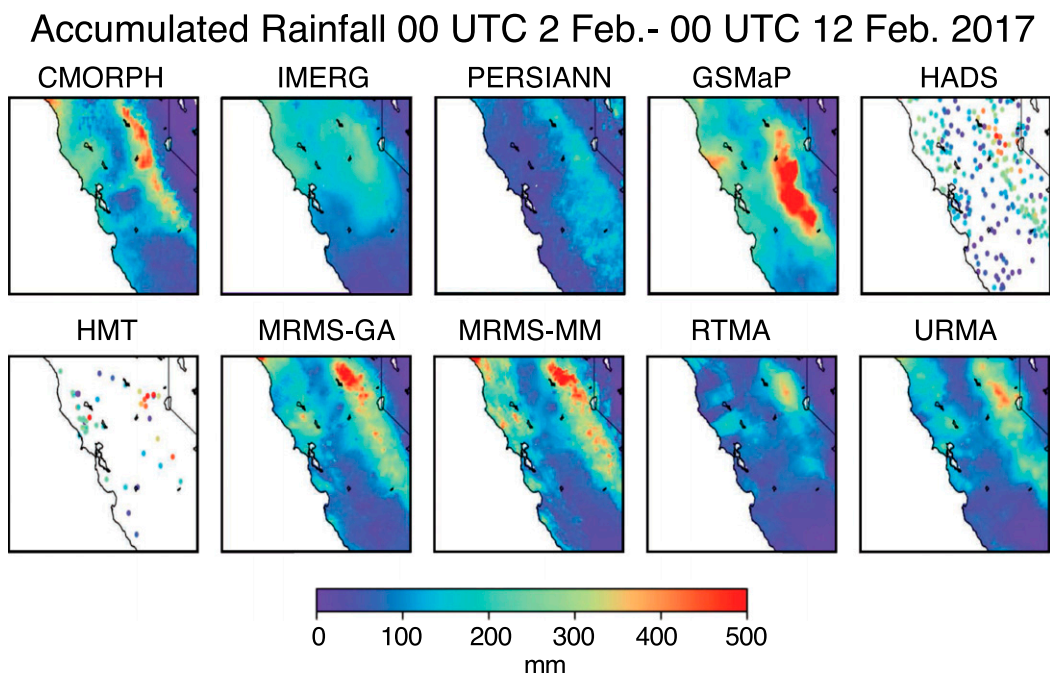 Accumulated Rainfall 00 UTC 2 Feb.- 00 UTC 12 Feb. 2017
CMORPH IMERG PERSIANN GSMaP HADS
HMT MRMS-GA MRMS-MM RTMA URMA
0 100 200 300 400 500
mm